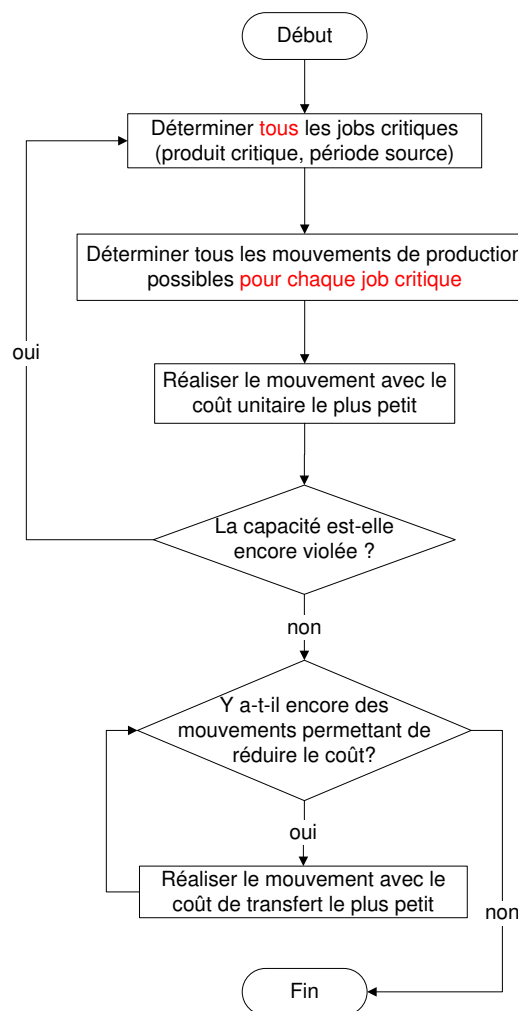 Début
Déterminer tous les jobs critiques
(produit critique, période source)
Déterminer tous les mouvements de production
possibles pour chaque job critique
oui
Réaliser le mouvement avec le
coût unitaire le plus petit
La capacité est-elle
encore violée ?
non
Y a-t-il encore des
mouvements permettant de
réduire le coût?
oui
Réaliser le mouvement avec le
coût de transfert le plus petit
non
Fin